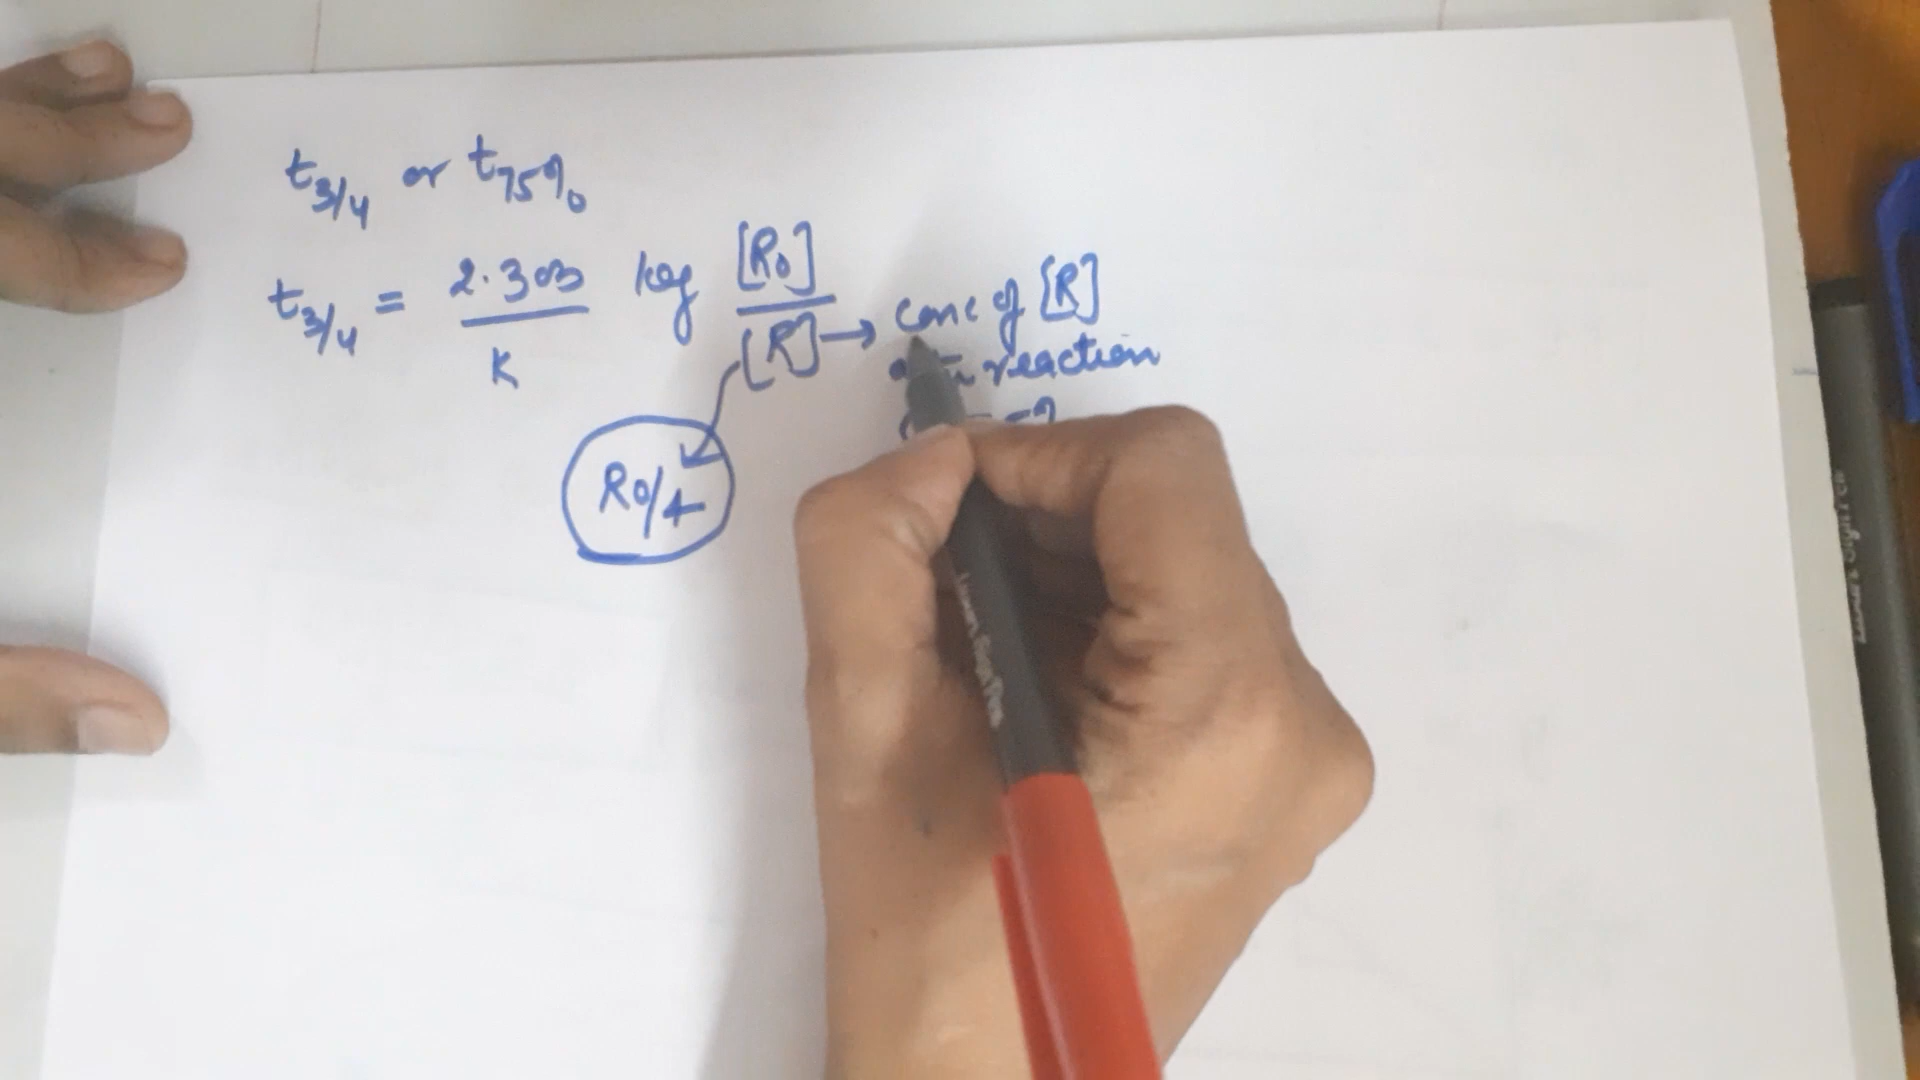 t3/4 or t75%
t3/4 = 2.303/K log [R0]/[R] → conc of [R]
reaction
R0/4